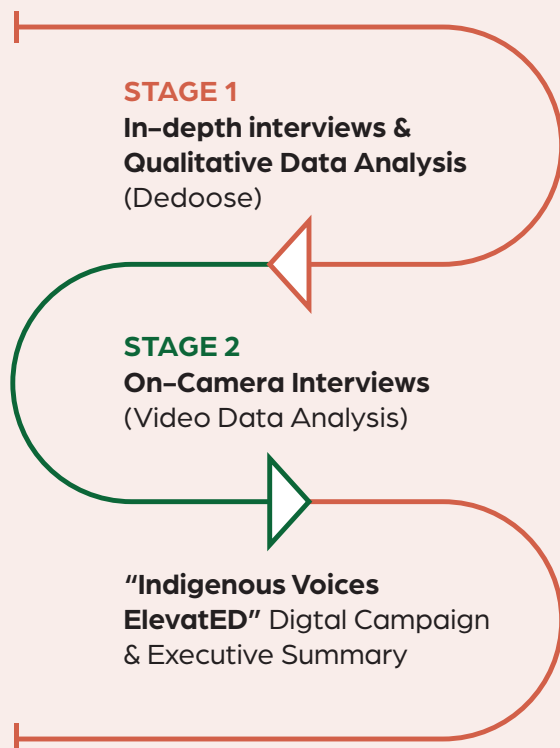 STAGE 1
In-depth interviews &
Qualitative Data Analysis
(Dedoose)
STAGE 2
On-Camera Interviews
(Video Data Analysis)
“Indigenous Voices
ElevatED” Digtal Campaign
& Executive Summary